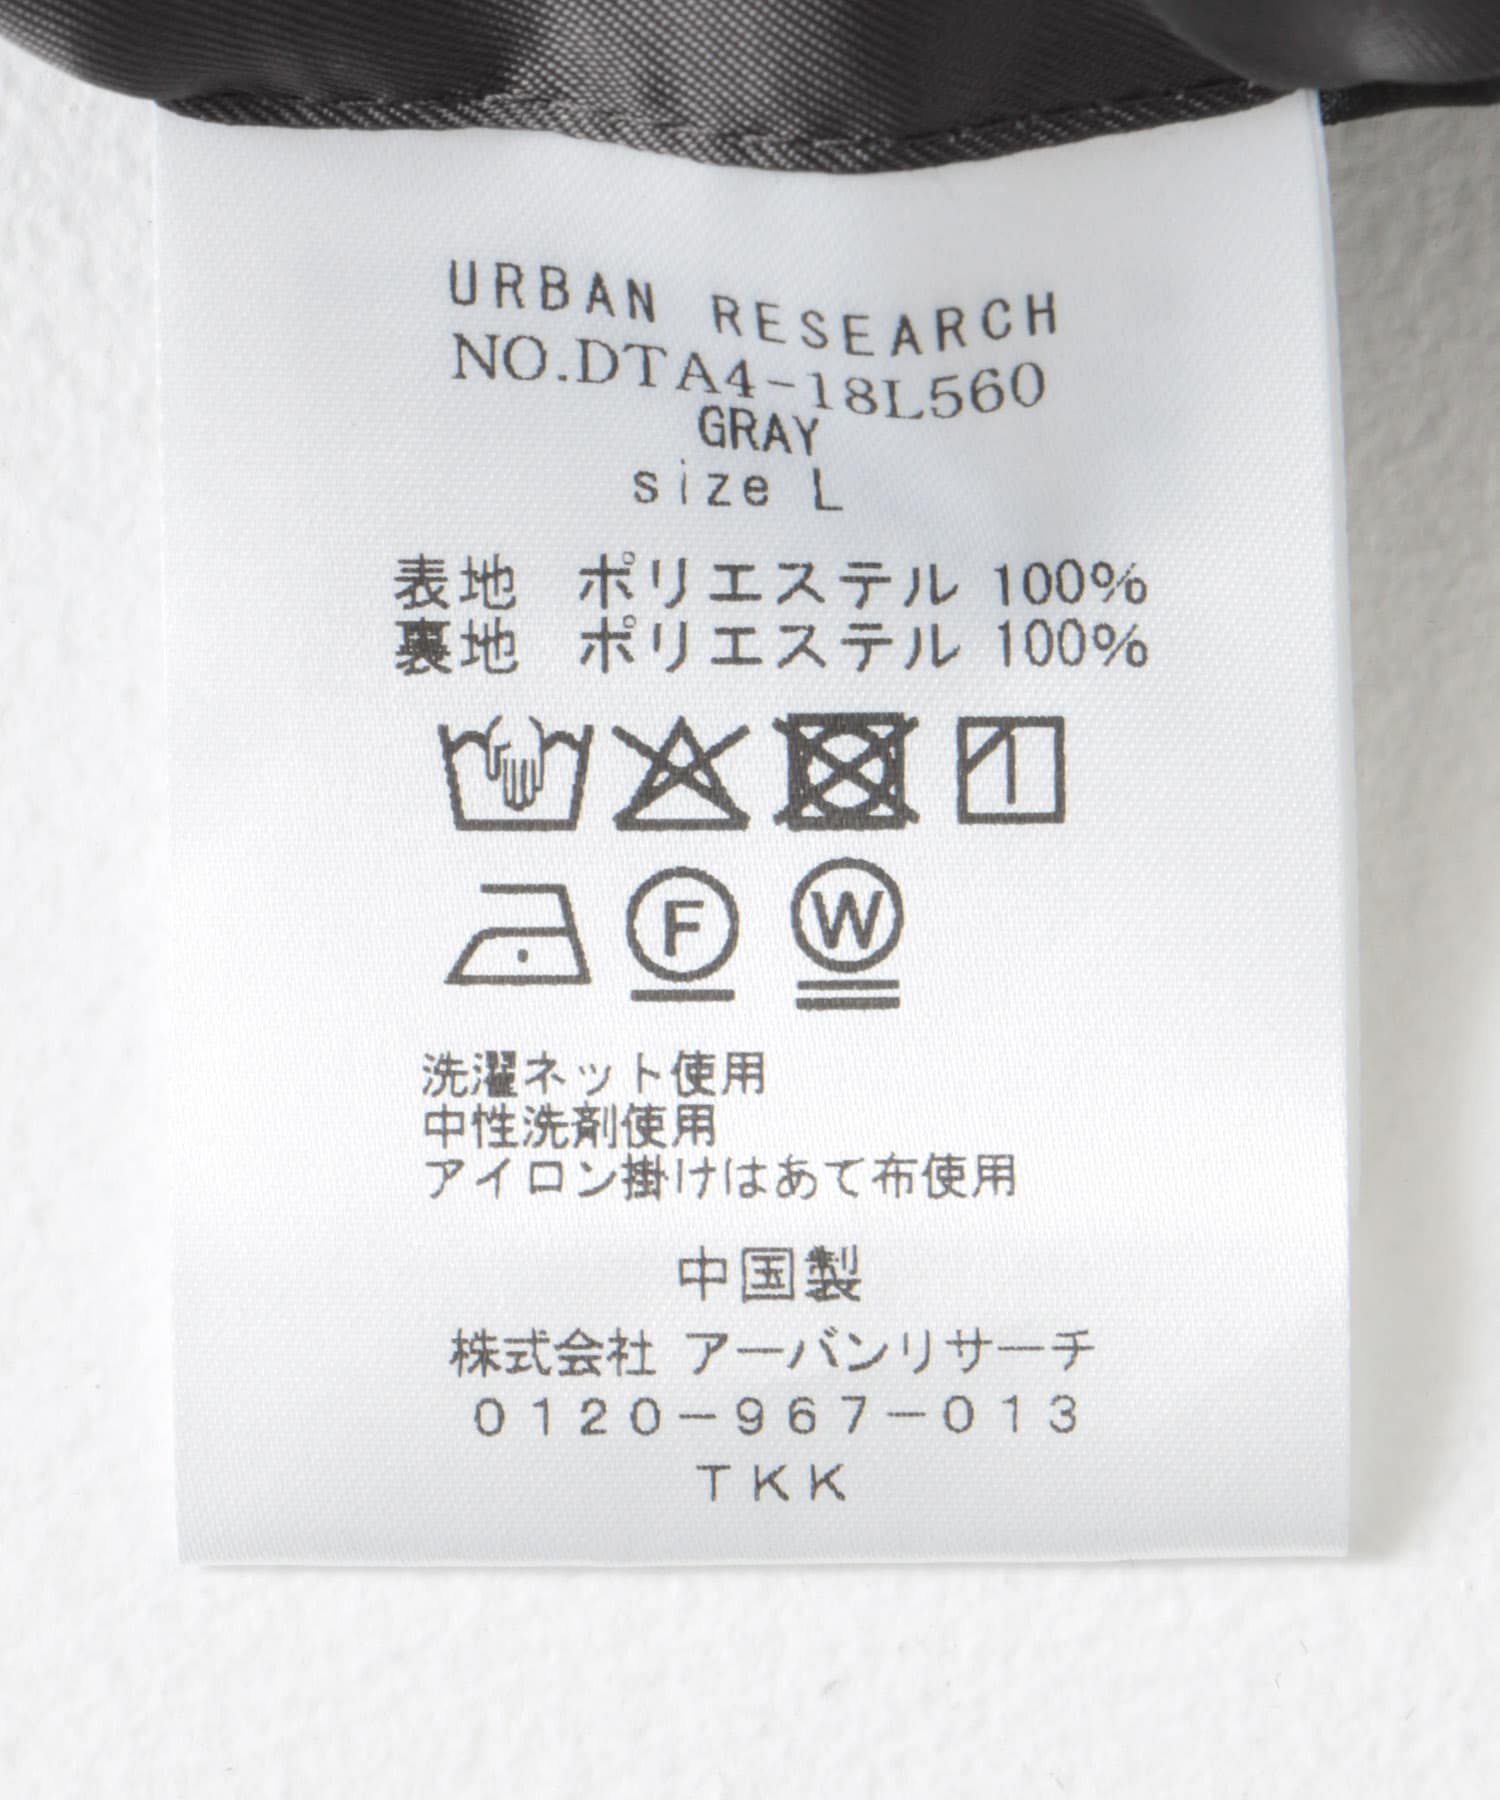 URBAN RESEARCH
NO.DTA4-18L560
GRAY
size L
表地 ポリエステル 100%
裏地 ポリエステル 100%
F W
洗濯ネット使用
中性洗剤使用
アイロン掛けはあて布使用
中国製
株式会社 アーバンリサーチ
0120-967-013
TKK